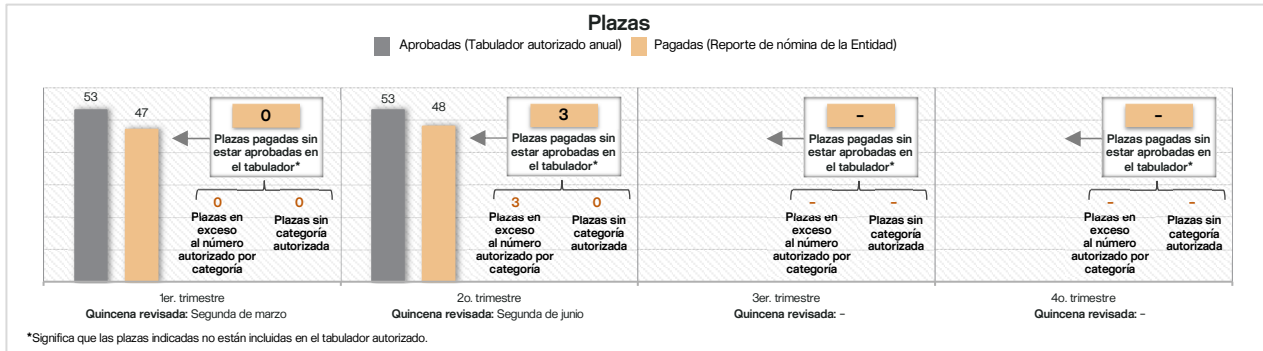 Plazas
Aprobadas (Tabulador autorizado anual) Pagadas (Reporte de nómina de la Entidad)
53
47
0
Plazas pagadas sin
estar aprobadas en
el tabulador*
0
Plazas en
exceso
al número
autorizado por
categoría
0
Plazas sin
categoría
autorizada
1er. trimestre
Quincena revisada: Segunda de marzo
53
48
3
Plazas pagadas sin
estar aprobadas en
el tabulador*
3
Plazas en
exceso
al número
autorizado por
categoría
0
Plazas sin
categoría
autorizada
2o. trimestre
Quincena revisada: Segunda de junio
-
Plazas pagadas sin
estar aprobadas en
el tabulador*
-
Plazas en
exceso
al número
autorizado por
categoría
-
Plazas sin
categoría
autorizada
3er. trimestre
Quincena revisada: -
-
Plazas pagadas sin
estar aprobadas en
el tabulador*
-
Plazas en
exceso
al número
autorizado por
categoría
-
Plazas sin
categoría
autorizada
4o. trimestre
Quincena revisada: -
*Significa que las plazas indicadas no están incluidas en el tabulador autorizado.